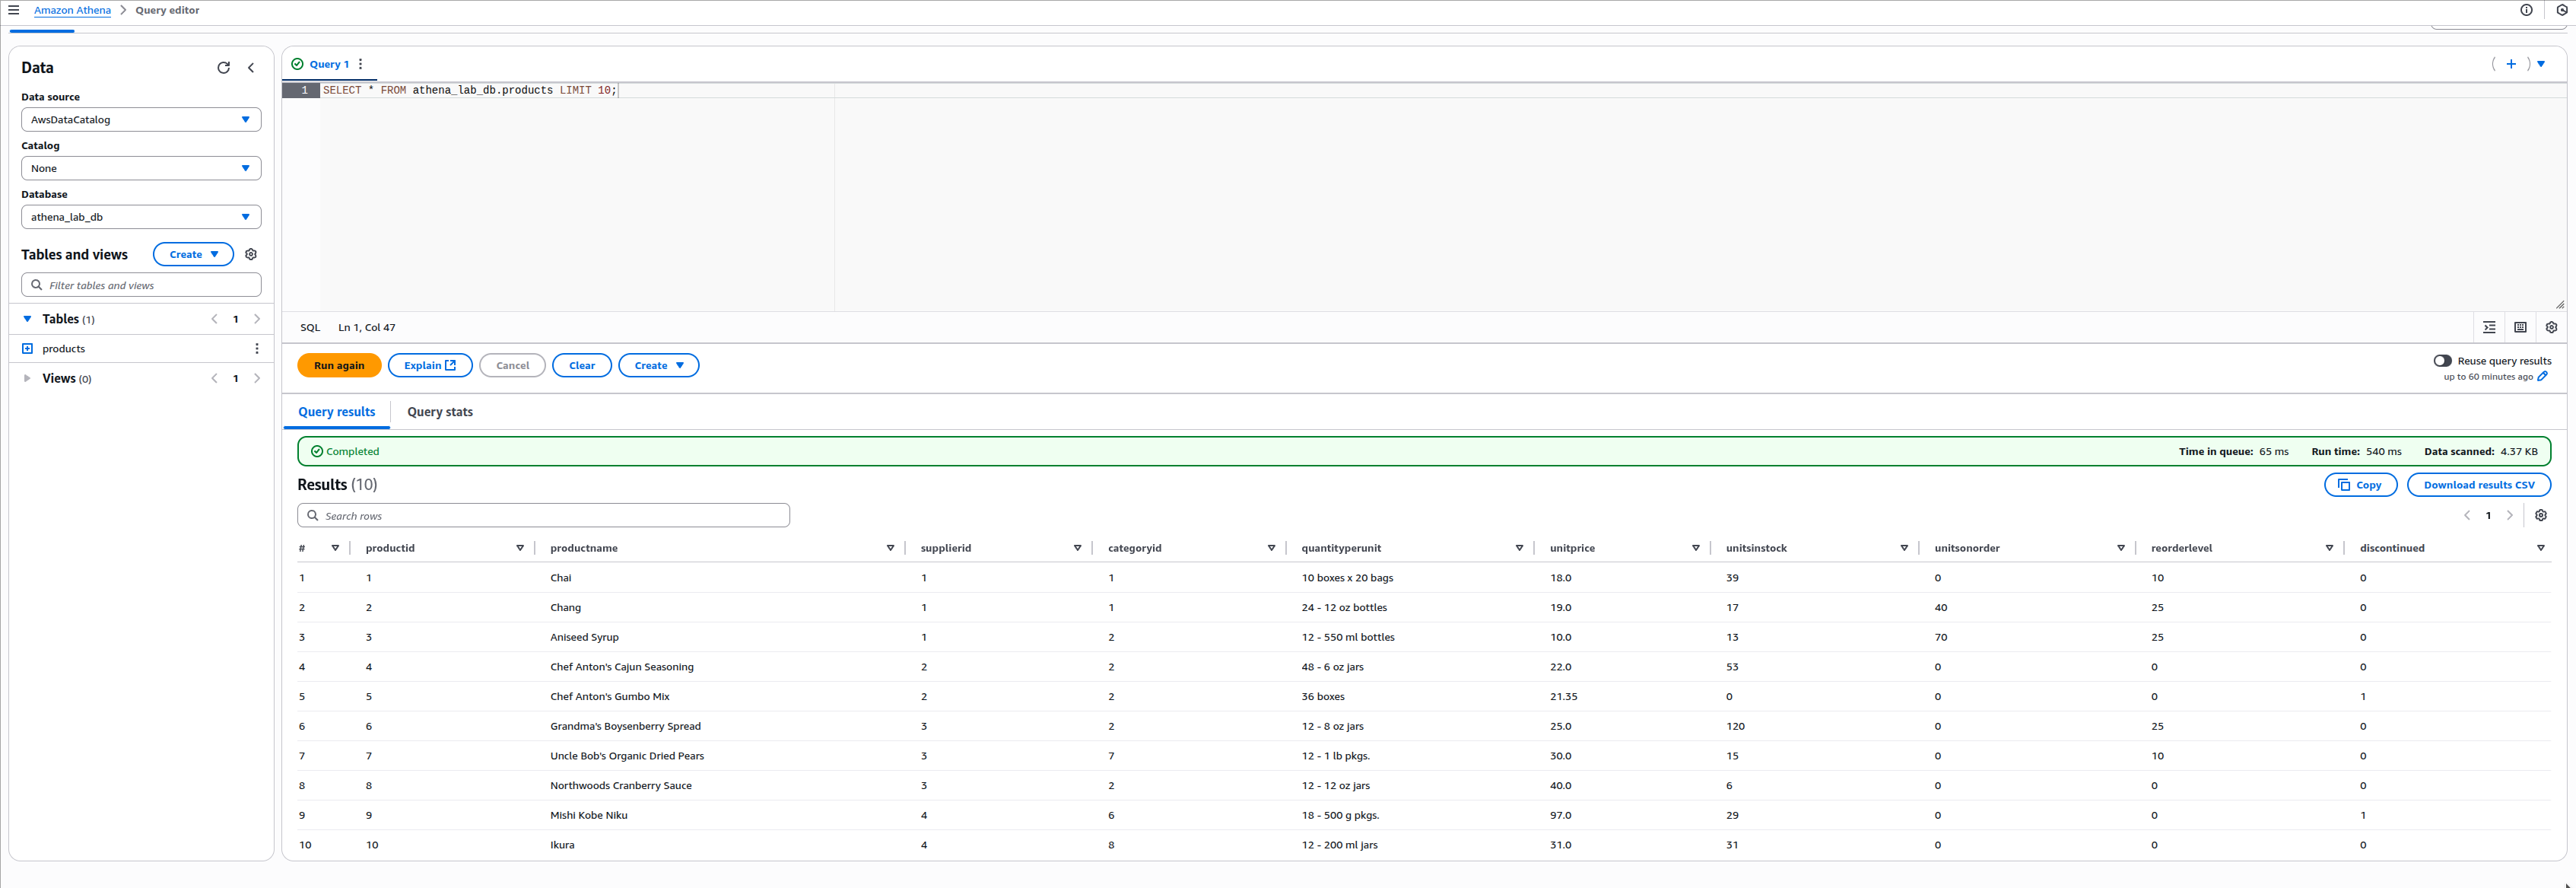 Amazon Athena > Query editor
Data
Data source
AwsDataCatalog
Catalog
None
Database
athena_lab_db
Tables and views Create
Filter tables and views
Tables (1) < 1 >
products
Views (0) < 1 >
Query 1
1 SELECT * FROM athena_lab_db.products LIMIT 10;
SQL Ln 1, Col 47
Run again Explain Cancel Clear Create
Reuse query results
up to 60 minutes ago
Query results Query stats
Completed Time in queue: 65 ms Run time: 540 ms Data scanned: 4.37 KB
Results (10) Copy Download results CSV
Search rows < 1 >
# productid productname supplierid categoryid quantityperunit unitprice unitsinstock unitsonorder reorderlevel discontinued
1 1 Chai 1 1 10 boxes x 20 bags 18.0 39 0 10 0
2 2 Chang 1 1 24 - 12 oz bottles 19.0 17 40 25 0
3 3 Aniseed Syrup 1 2 12 - 550 ml bottles 10.0 13 70 25 0
4 4 Chef Anton's Cajun Seasoning 2 2 48 - 6 oz jars 22.0 53 0 0 0
5 5 Chef Anton's Gumbo Mix 2 2 36 boxes 21.35 0 0 0 1
6 6 Grandma's Boysenberry Spread 3 2 12 - 8 oz jars 25.0 120 0 25 0
7 7 Uncle Bob's Organic Dried Pears 3 7 12 - 1 lb pkgs. 30.0 15 0 10 0
8 8 Northwoods Cranberry Sauce 3 2 12 - 12 oz jars 40.0 6 0 0 0
9 9 Mishi Kobe Niku 4 6 18 - 500 g pkgs. 97.0 29 0 0 1
10 10 Ikura 4 8 12 - 200 ml jars 31.0 31 0 0 0